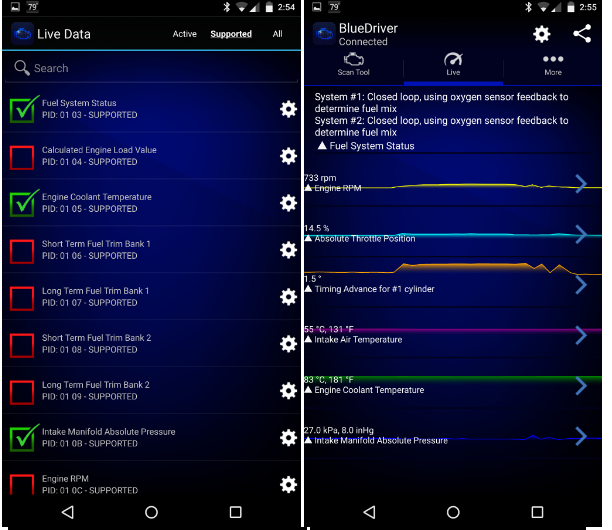 79°
2:54
Live Data
Active
Supported
All
Search
Fuel System Status
PID: 01 03 - SUPPORTED
Calculated Engine Load Value
PID: 01 04 - SUPPORTED
Engine Coolant Temperature
PID: 01 05 - SUPPORTED
Short Term Fuel Trim Bank 1
PID: 01 06 - SUPPORTED
Long Term Fuel Trim Bank 1
PID: 01 07 - SUPPORTED
Short Term Fuel Trim Bank 2
PID: 01 08 - SUPPORTED
Long Term Fuel Trim Bank 2
PID: 01 09 - SUPPORTED
Intake Manifold Absolute Pressure
PID: 01 0B - SUPPORTED
Engine RPM
PID: 01 0C - SUPPORTED
79°
2:55
BlueDriver
Connected
Scan Tool
Live
More
System #1: Closed loop, using oxygen sensor feedback to
determine fuel mix
System #2: Closed loop, using oxygen sensor feedback to
determine fuel mix
▲ Fuel System Status
733 rpm
▲ Engine RPM
14.5 %
▲ Absolute Throttle Position
1.5 °
▲ Timing Advance for #1 cylinder
55 °C, 131 °F
▲ Intake Air Temperature
83 °C, 181 °F
▲ Engine Coolant Temperature
27.0 kPa, 8.0 inHg
▲ Intake Manifold Absolute Pressure